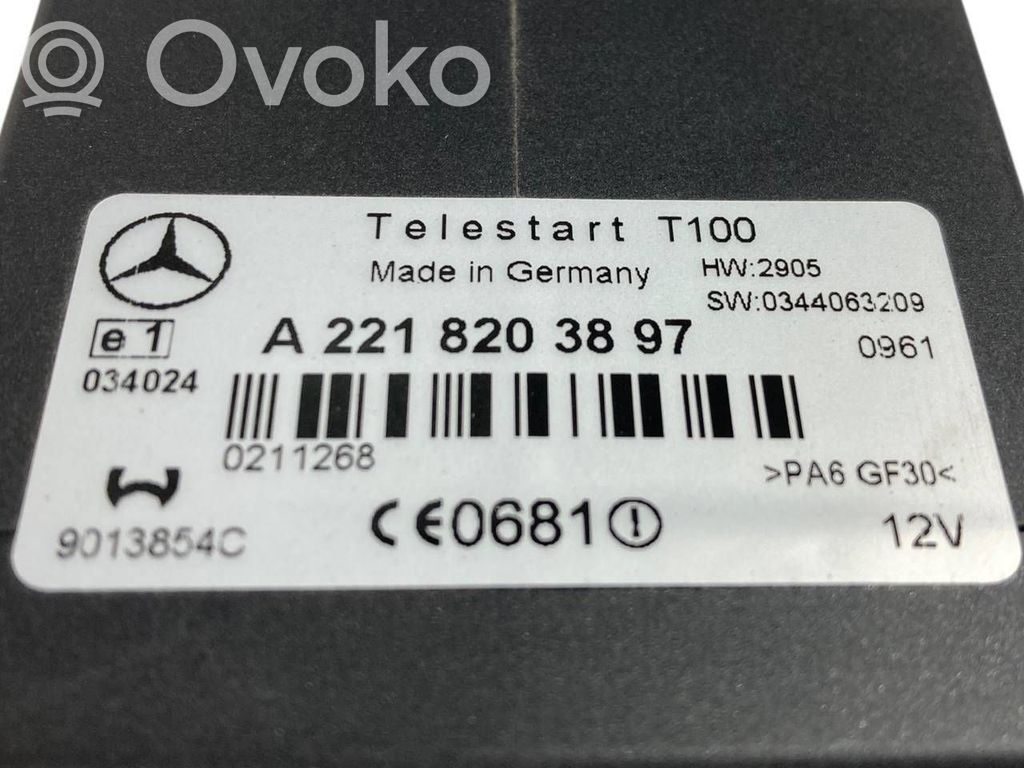 Ovoko
Telestart T100
Made in Germany HW:2905
SW:0344063209
e1 A 221 820 38 97 0961
034024
0211268
>PA6 GF30<
9013854C CE0681 12V